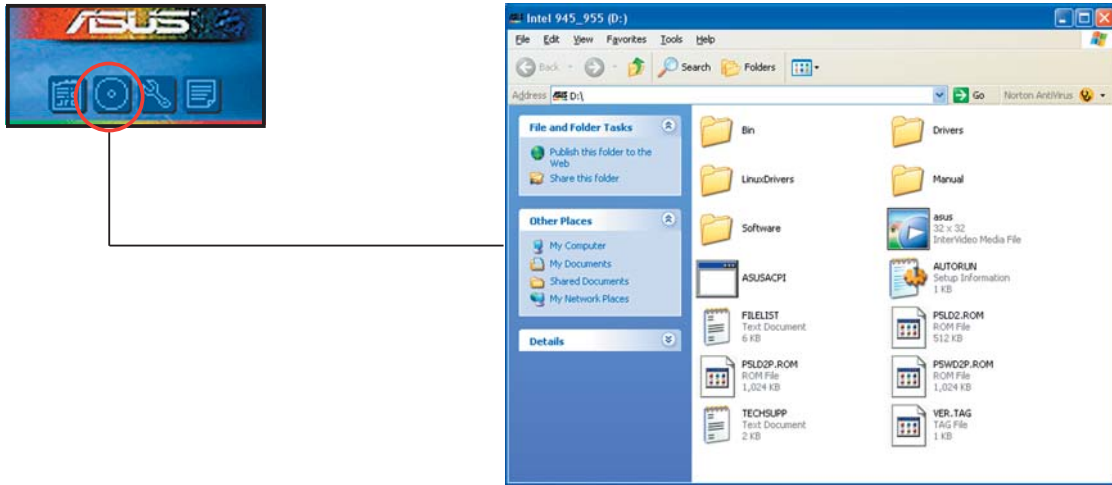 ASUS
Intel 945_955 (D:)
File Edit View Favorites Tools Help
Back Search Folders
Address D:\ Go Norton AntiVirus
File and Folder Tasks
Publish this folder to the
Web
Share this folder
Other Places
My Computer
My Documents
Shared Documents
My Network Places
Details
Bin
Drivers
LinuxDrivers
Manual
Software
asus
32 x 32
InterVideo Media File
ASUSACPI
AUTORUN
Setup Information
1 KB
FILELIST
Text Document
6 KB
P5LD2.ROM
ROM File
512 KB
P5LD2P.ROM
ROM File
1,024 KB
P5WD2P.ROM
ROM File
1,024 KB
TECHSUPP
Text Document
2 KB
VER.TAG
TAG File
1 KB